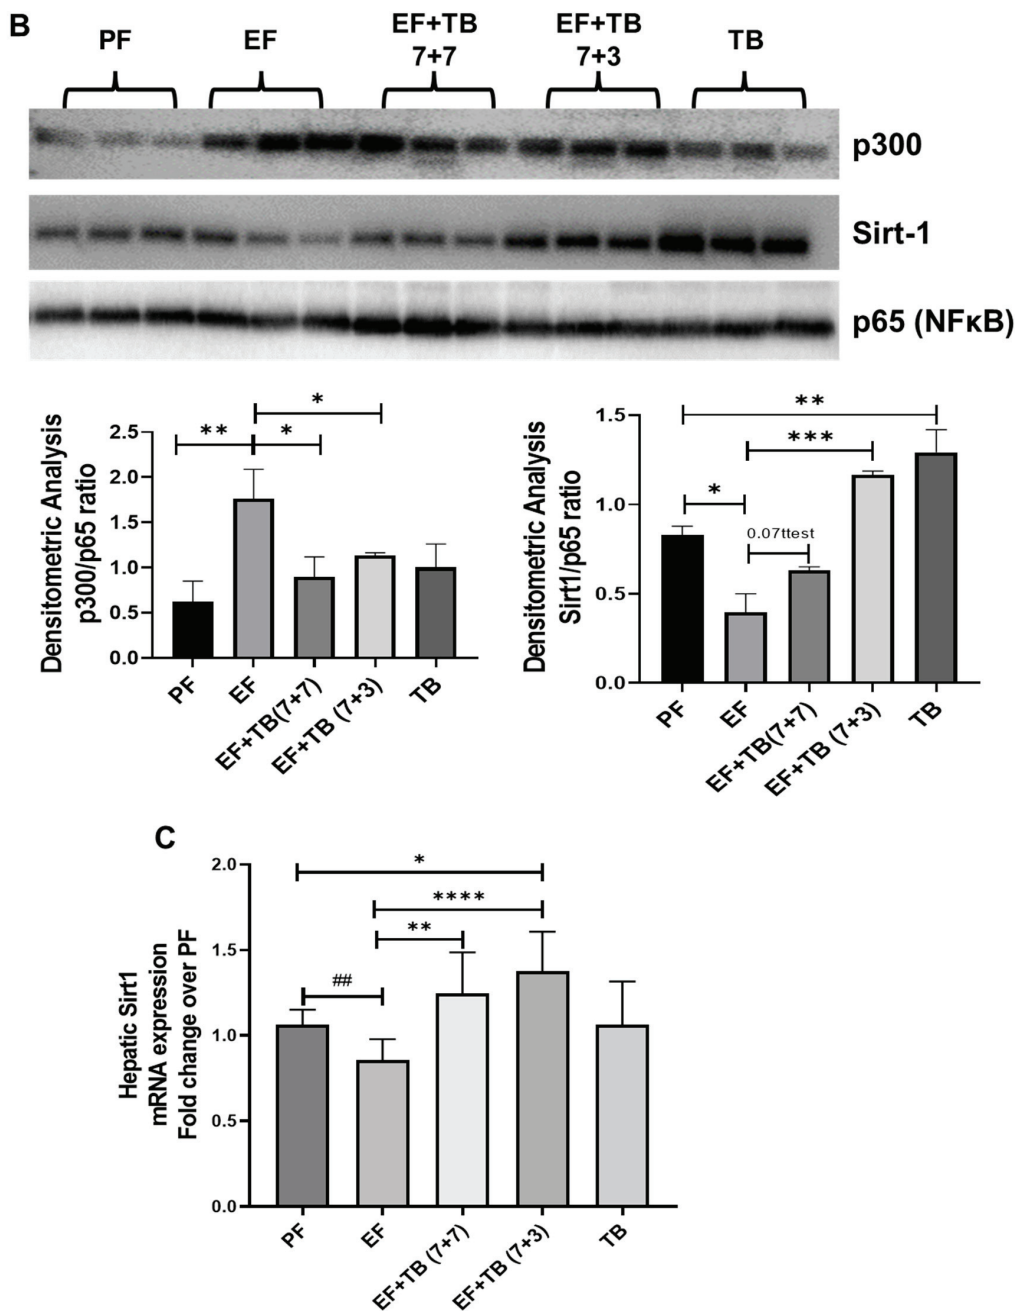 B
PF
EF
EF+TB
7+7
EF+TB
7+3
TB
p300
Sirt-1
p65 (NFκB)
Densitometric Analysis
p300/p65 ratio
2.5
2.0
1.5
1.0
0.5
0.0
*
**
*
PF
EF
EF+TB(7+7)
EF+TB (7+3)
TB
Densitometric Analysis
Sirt1/p65 ratio
1.5
1.0
0.5
0.0
**
***
*
0.07ttest
PF
EF
EF+TB(7+7)
EF+TB (7+3)
TB
C
Hepatic Sirt1
mRNA expression
Fold change over PF
2.0
1.5
1.0
0.5
0.0
*
****
**
##
PF
EF
EF+TB (7+7)
EF+TB (7+3)
TB